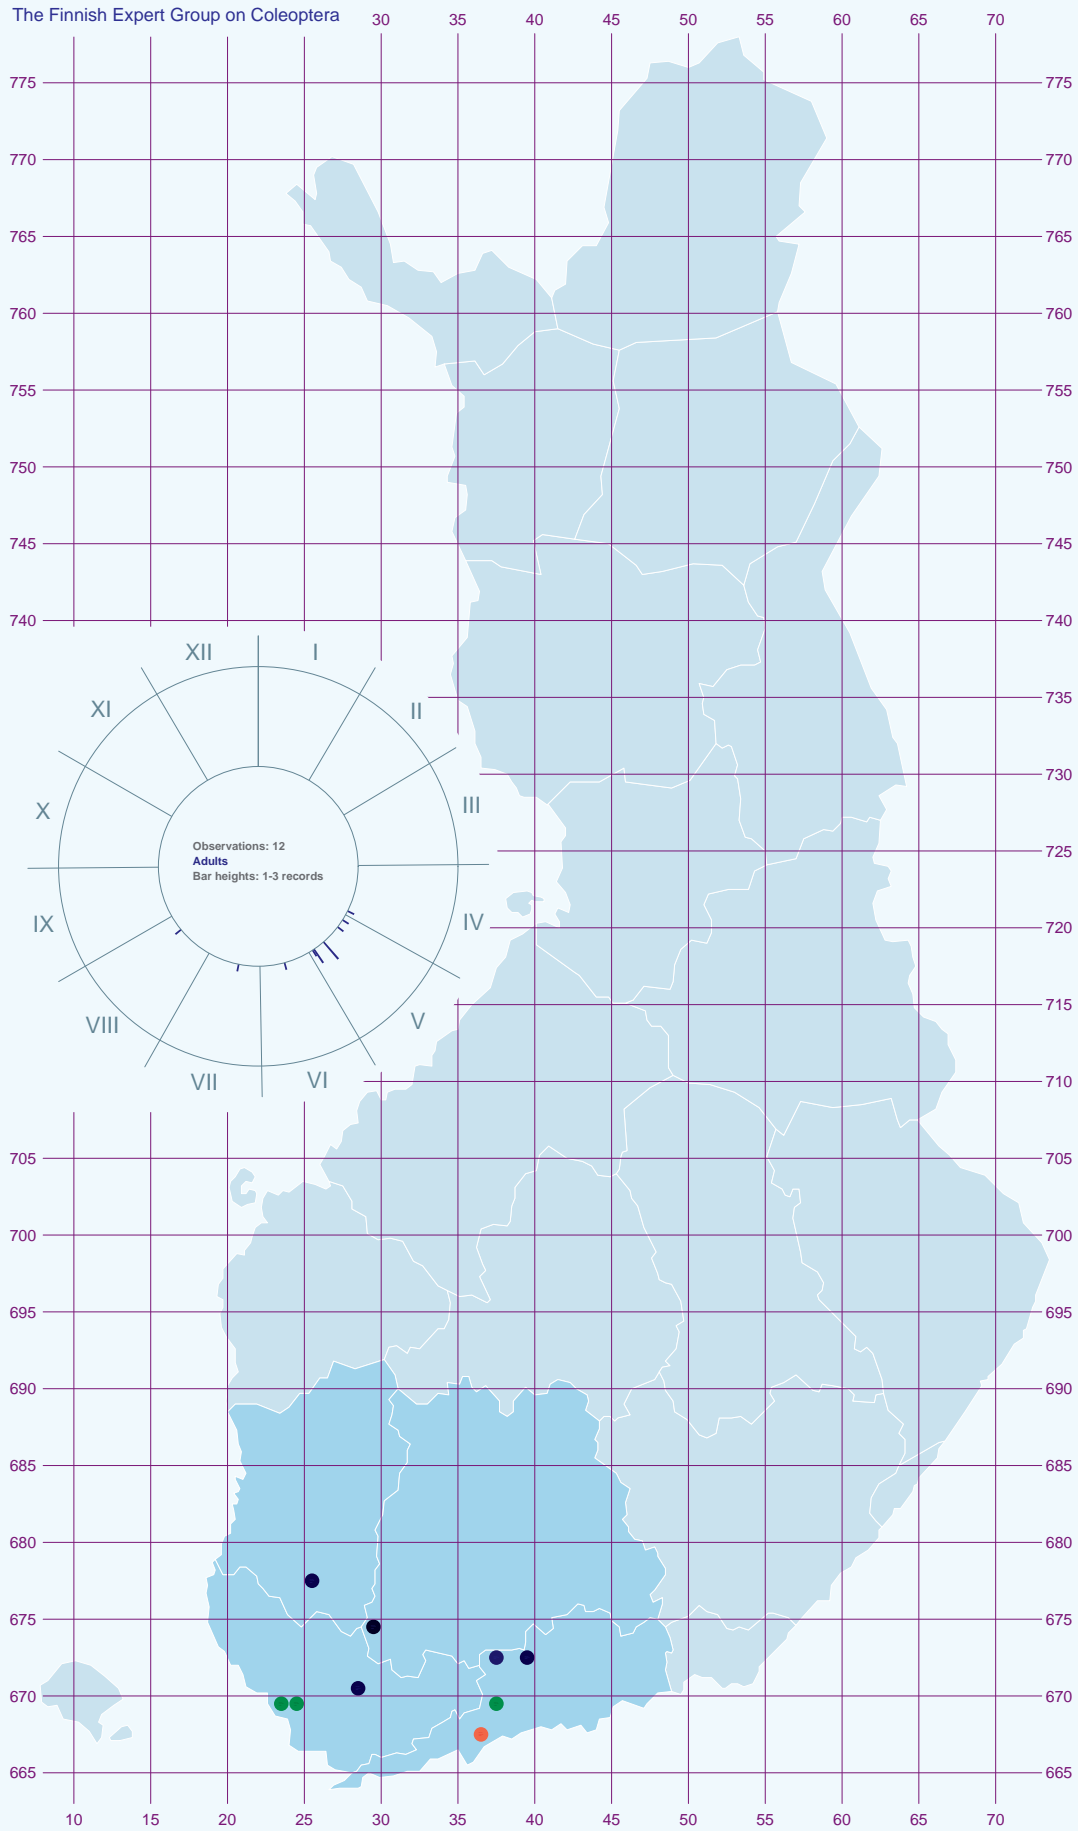 The Finnish Expert Group on Coleoptera 30 40 50 60 70
35 45 55 65
775 775
770 770
765 765
760 760
755 755
750 750
745 745
740 740
XII I
XI II
735
730
X III
Observations: 12
Adults
Bar heights: 1-3 records
725
IX IV
720
VIII V
715
VII VI
710
705 705
700 700
695 695
690 690
685 685
680 680
675 675
670 670
665 665
10 15 20 25 30 35 40 45 50 55 60 65 70